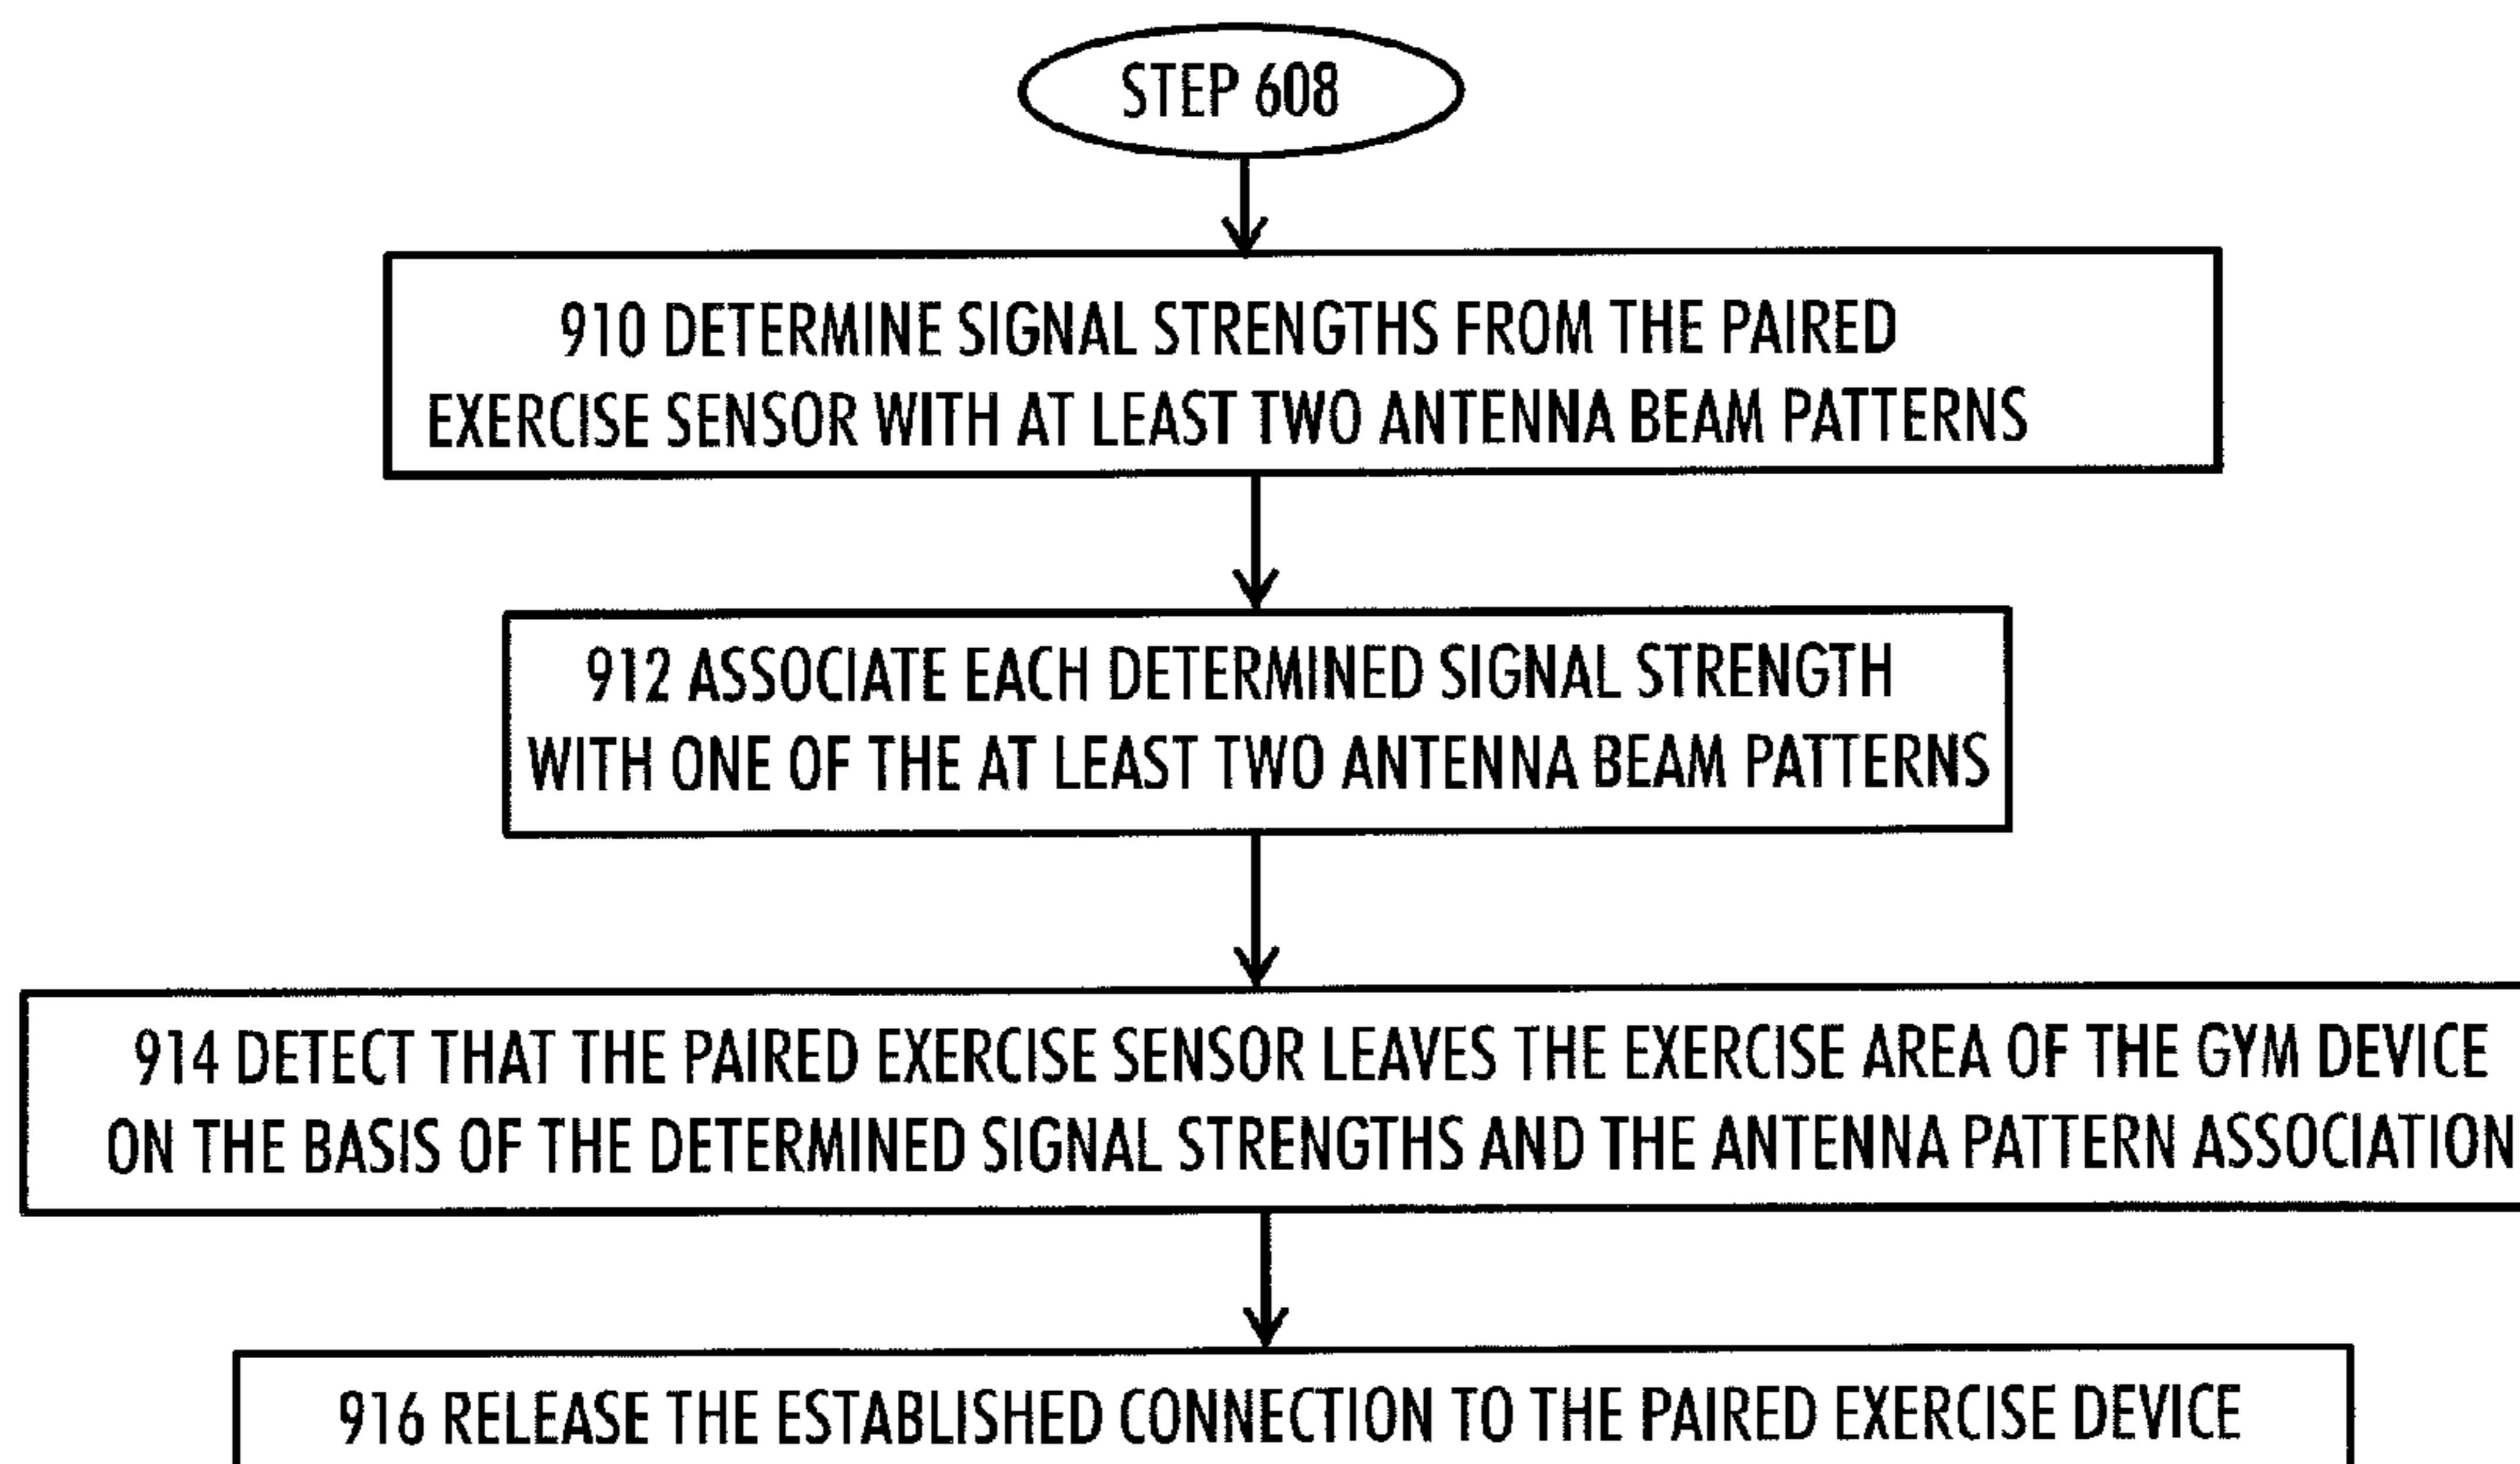 STEP 608
910 DETERMINE SIGNAL STRENGTHS FROM THE PAIRED
EXERCISE SENSOR WITH AT LEAST TWO ANTENNA BEAM PATTERNS
912 ASSOCIATE EACH DETERMINED SIGNAL STRENGTH
WITH ONE OF THE AT LEAST TWO ANTENNA BEAM PATTERNS
914 DETECT THAT THE PAIRED EXERCISE SENSOR LEAVES THE EXERCISE AREA OF THE GYM DEVICE
ON THE BASIS OF THE DETERMINED SIGNAL STRENGTHS AND THE ANTENNA PATTERN ASSOCIATION
916 RELEASE THE ESTABLISHED CONNECTION TO THE PAIRED EXERCISE DEVICE